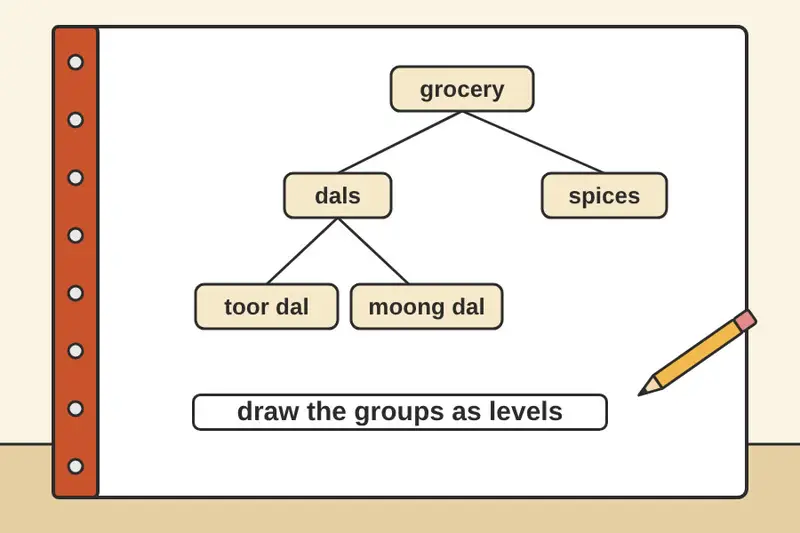 grocery
dals
spices
toor dal
moong dal
draw the groups as levels